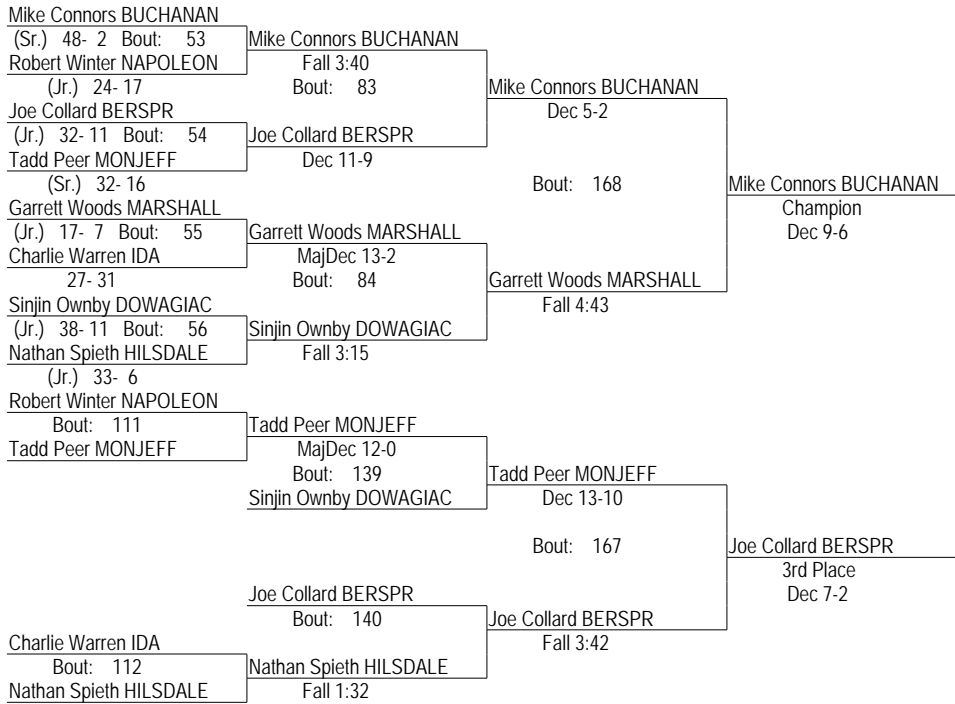 Mike Connors BUCHANAN
(Sr.) 48- 2 Bout: 53
Mike Connors BUCHANAN
Robert Winter NAPOLEON
Fall 3:40
(Jr.) 24- 17
Bout: 83
Mike Connors BUCHANAN
Joe Collard BERSPR
Dec 5-2
(Jr.) 32- 11 Bout: 54
Joe Collard BERSPR
Tadd Peer MONJEFF
Dec 11-9
(Sr.) 32- 16
Bout: 168
Mike Connors BUCHANAN
Garrett Woods MARSHALL
Champion
(Jr.) 17- 7 Bout: 55
Garrett Woods MARSHALL
Dec 9-6
Charlie Warren IDA
MajDec 13-2
27- 31
Bout: 84
Garrett Woods MARSHALL
Sinjin Ownby DOWAGIAC
Fall 4:43
(Jr.) 38- 11 Bout: 56
Sinjin Ownby DOWAGIAC
Nathan Spieth HILSDALE
Fall 3:15
(Jr.) 33- 6
Robert Winter NAPOLEON
Bout: 111
Tadd Peer MONJEFF
Tadd Peer MONJEFF
MajDec 12-0
Bout: 139
Tadd Peer MONJEFF
Sinjin Ownby DOWAGIAC
Dec 13-10
Bout: 167
Joe Collard BERSPR
3rd Place
Joe Collard BERSPR
Dec 7-2
Bout: 140
Joe Collard BERSPR
Charlie Warren IDA
Fall 3:42
Bout: 112
Nathan Spieth HILSDALE
Nathan Spieth HILSDALE
Fall 1:32